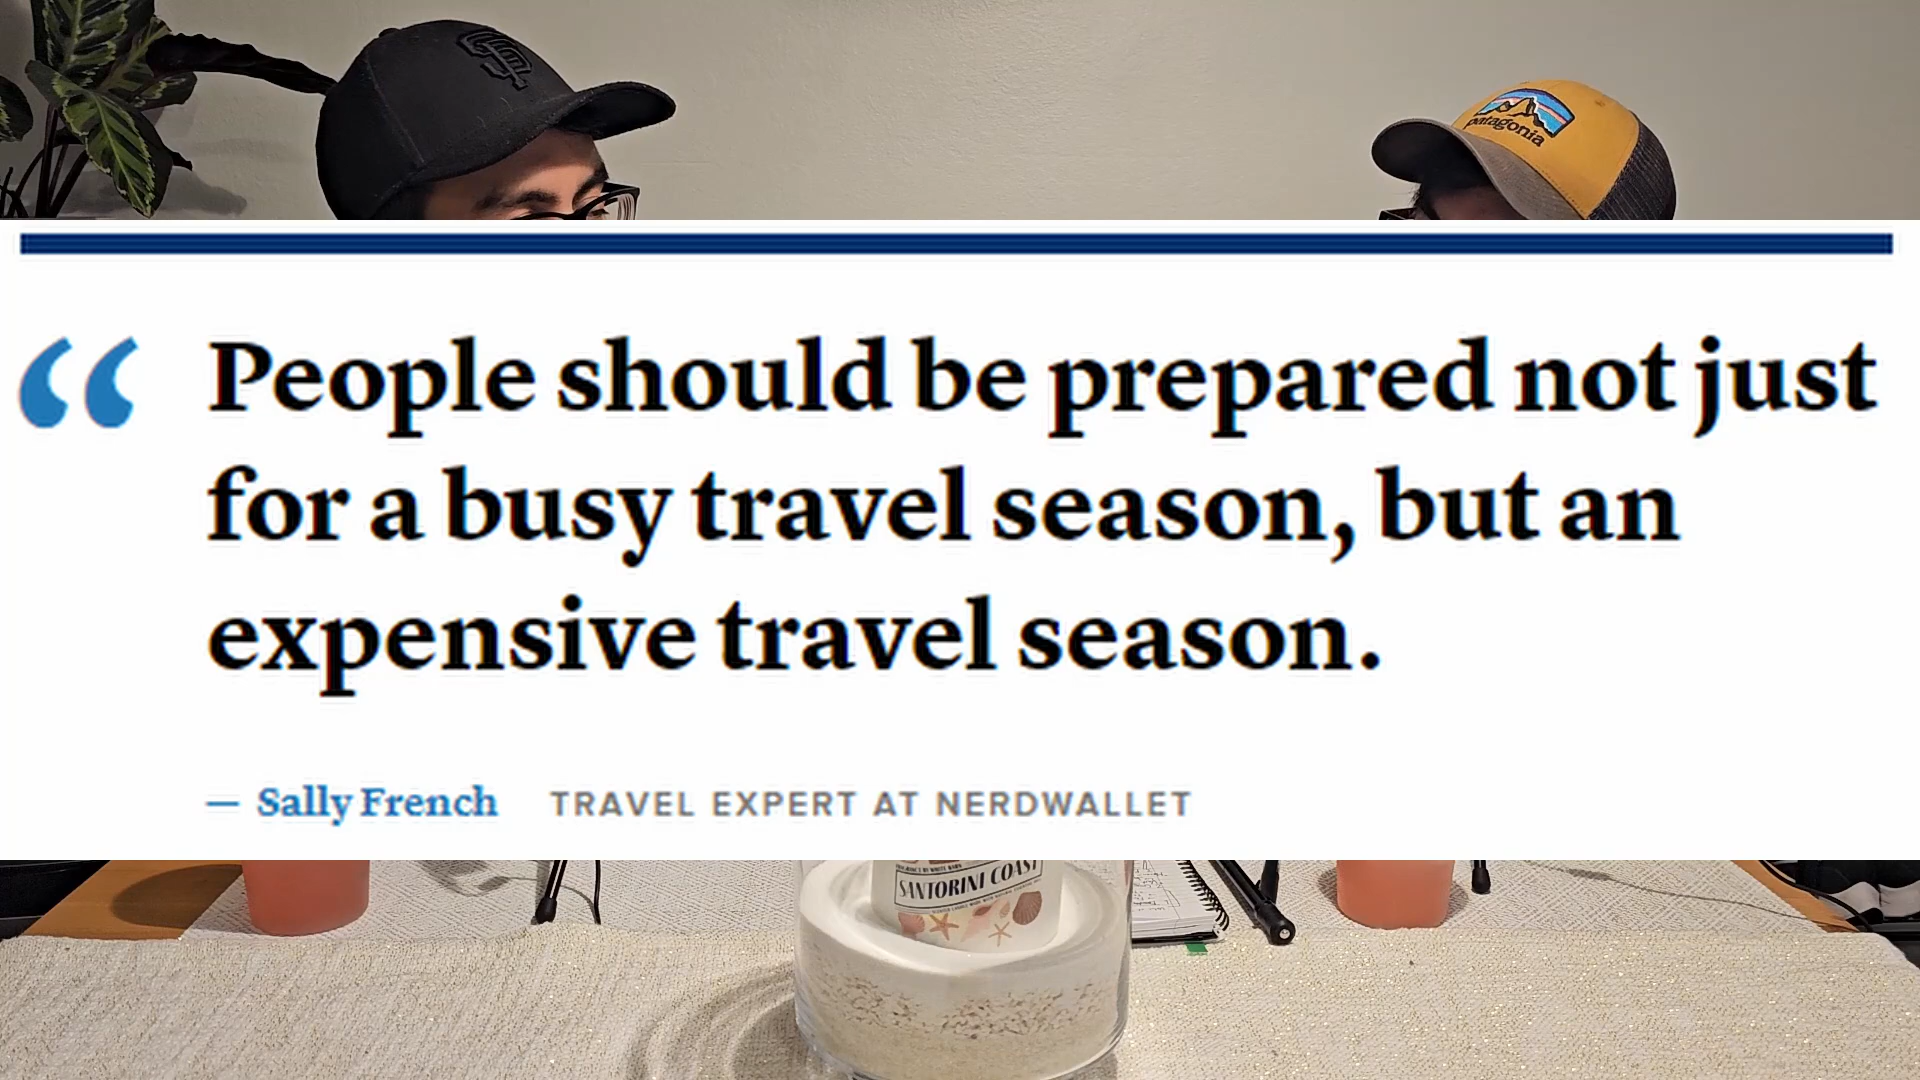 SF
patagonia
“ People should be prepared not just
for a busy travel season, but an
expensive travel season.
— Sally French TRAVEL EXPERT AT NERDWALLET
SANTORINI COAST